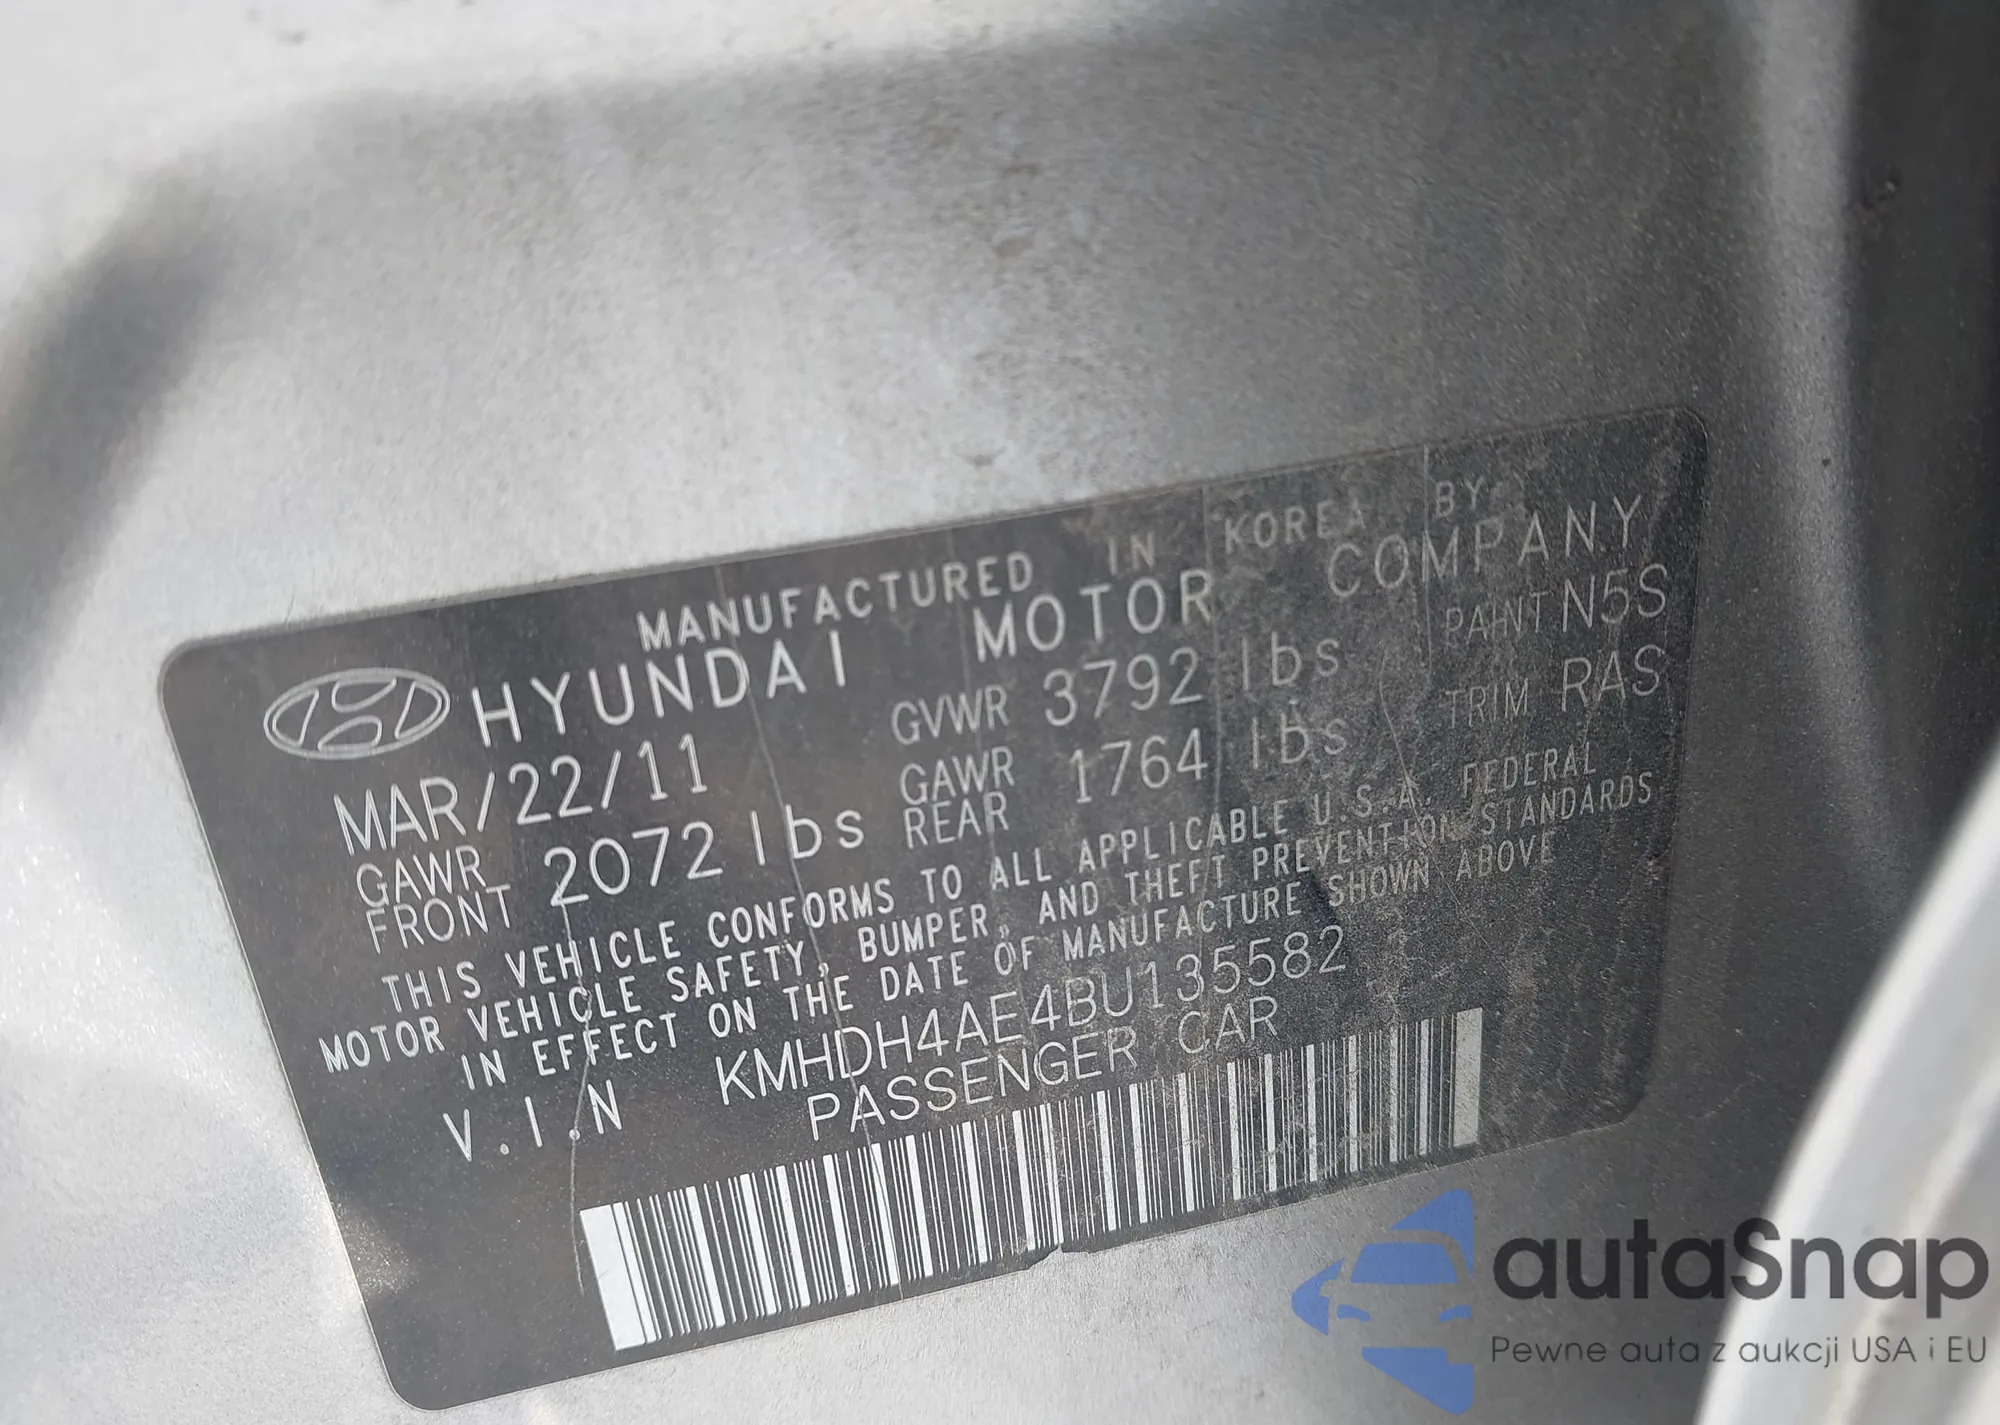 MANUFACTURED IN KOREA BY
HYUNDAI MOTOR COMPANY
MAR/22/11 GVWR 3792 lbs PAINT N5S
GAWR FRONT 2072 lbs GAWR REAR 1764 lbs TRIM RAS
THIS VEHICLE CONFORMS TO ALL APPLICABLE U.S.A. FEDERAL
MOTOR VEHICLE SAFETY, BUMPER, AND THEFT PREVENTION STANDARDS
IN EFFECT ON THE DATE OF MANUFACTURE SHOWN ABOVE
V.I.N KMHDH4AE4BU135582
PASSENGER CAR
autaSnap
Pewne auta z aukcji USA i EU